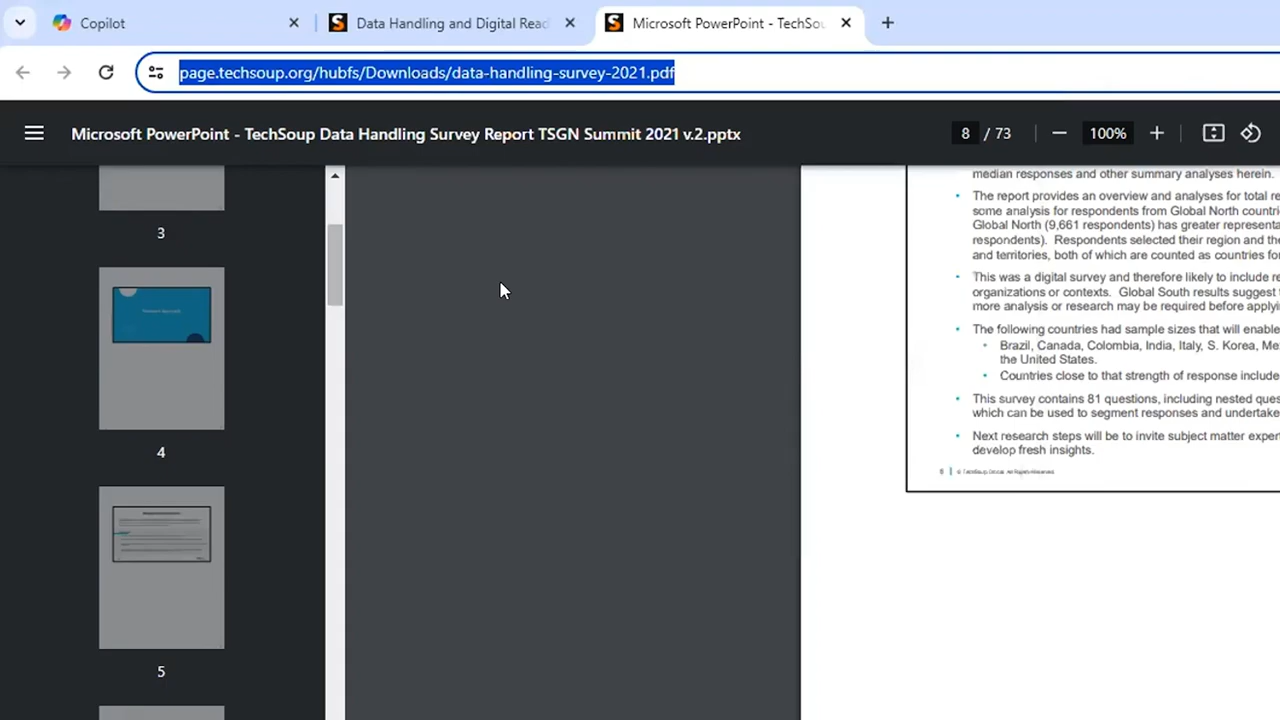 Copilot
Data Handling and Digital Read
Microsoft PowerPoint - TechSou
page.techsoup.org/hubfs/Downloads/data-handling-survey-2021.pdf
Microsoft PowerPoint - TechSoup Data Handling Survey Report TSGN Summit 2021 v.2.pptx
8 / 73
100%
3
4
5
median responses and other summary analyses herein.
• The report provides an overview and analyses for total re
some analysis for respondents from Global North countri
Global North (9,661 respondents) has greater representa
respondents). Respondents selected their region and the
and territories, both of which are counted as countries fo
• This was a digital survey and therefore likely to include re
organizations or contexts. Global South results suggest t
more analysis or research may be required before applyi
• The following countries had sample sizes that will enable
• Brazil, Canada, Colombia, India, Italy, S. Korea, Me
the United States.
• Countries close to that strength of response include
• This survey contains 81 questions, including nested ques
which can be used to segment responses and undertake
• Next research steps will be to invite subject matter exper
develop fresh insights.
8 | © TechSoup Global. All Rights Reserved.